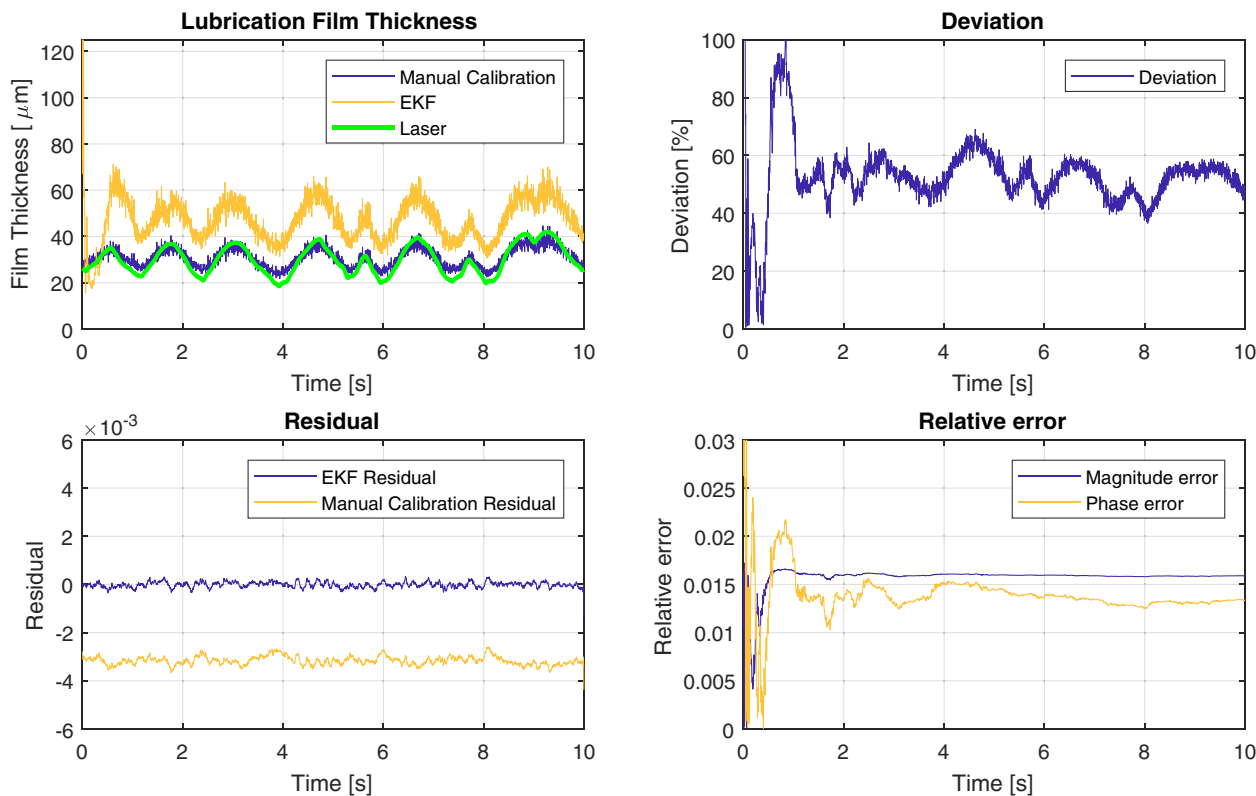 Lubrication Film Thickness
120
100
80
60
40
20
0
Film Thickness [ μm]
Manual Calibration
EKF
Laser
0 2 4 6 8 10
Time [s]
Deviation
100
80
60
40
20
0
Deviation [%]
Deviation
0 2 4 6 8 10
Time [s]
Residual
×10⁻³
6
4
2
0
-2
-4
-6
Residual
EKF Residual
Manual Calibration Residual
0 2 4 6 8 10
Time [s]
Relative error
0.03
0.025
0.02
0.015
0.01
0.005
0
Relative error
Magnitude error
Phase error
0 2 4 6 8 10
Time [s]